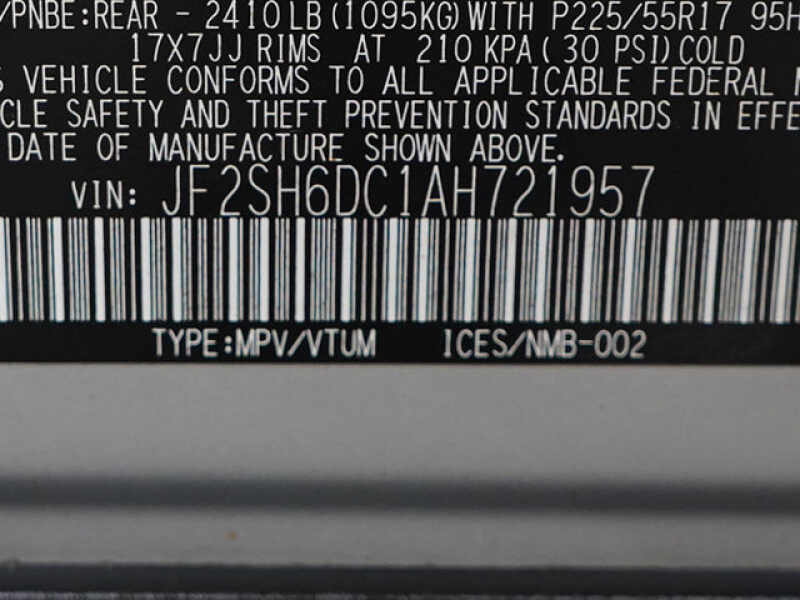 /PNBE:REAR - 2410 LB (1095KG) WITH P225/55R17 95H
17X7JJ RIMS AT 210 KPA ( 30 PSI) COLD
S VEHICLE CONFORMS TO ALL APPLICABLE FEDERAL M
CLE SAFETY AND THEFT PREVENTION STANDARDS IN EFFE
DATE OF MANUFACTURE SHOWN ABOVE.
VIN: JF2SH6DC1AH721957
TYPE:MPV/VTUM ICES/NMB-002